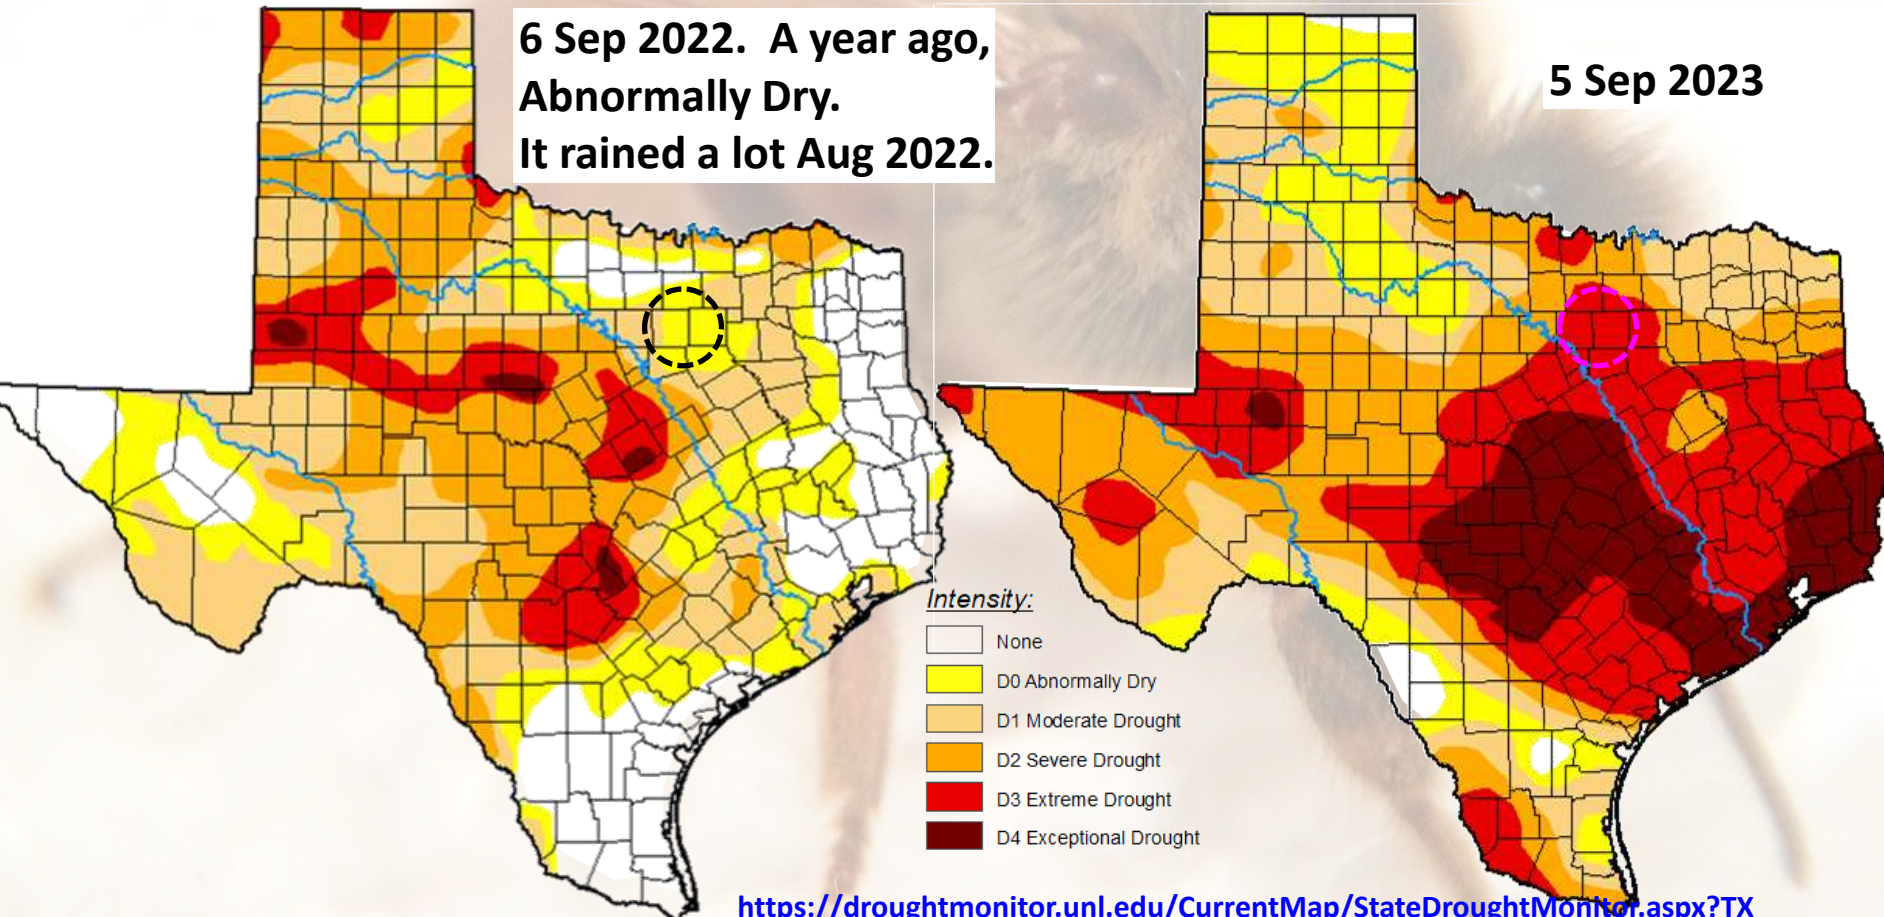 6 Sep 2022.  A year ago,
Abnormally Dry.
It rained a lot Aug 2022.
5 Sep 2023
Intensity:
None
D0 Abnormally Dry
D1 Moderate Drought
D2 Severe Drought
D3 Extreme Drought
D4 Exceptional Drought
https://droughtmonitor.unl.edu/CurrentMap/StateDroughtMonitor.aspx?TX